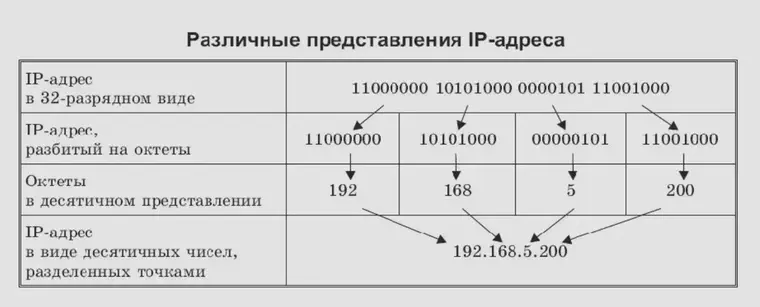 Различные представления IP-адреса
IP-адрес
в 32-разрядном виде
11000000 10101000 0000101 11001000
IP-адрес,
разбитый на октеты
11000000 10101000 00000101 11001000
Октеты
в десятичном представлении
192 168 5 200
IP-адрес
в виде десятичных чисел,
разделенных точками
192.168.5.200